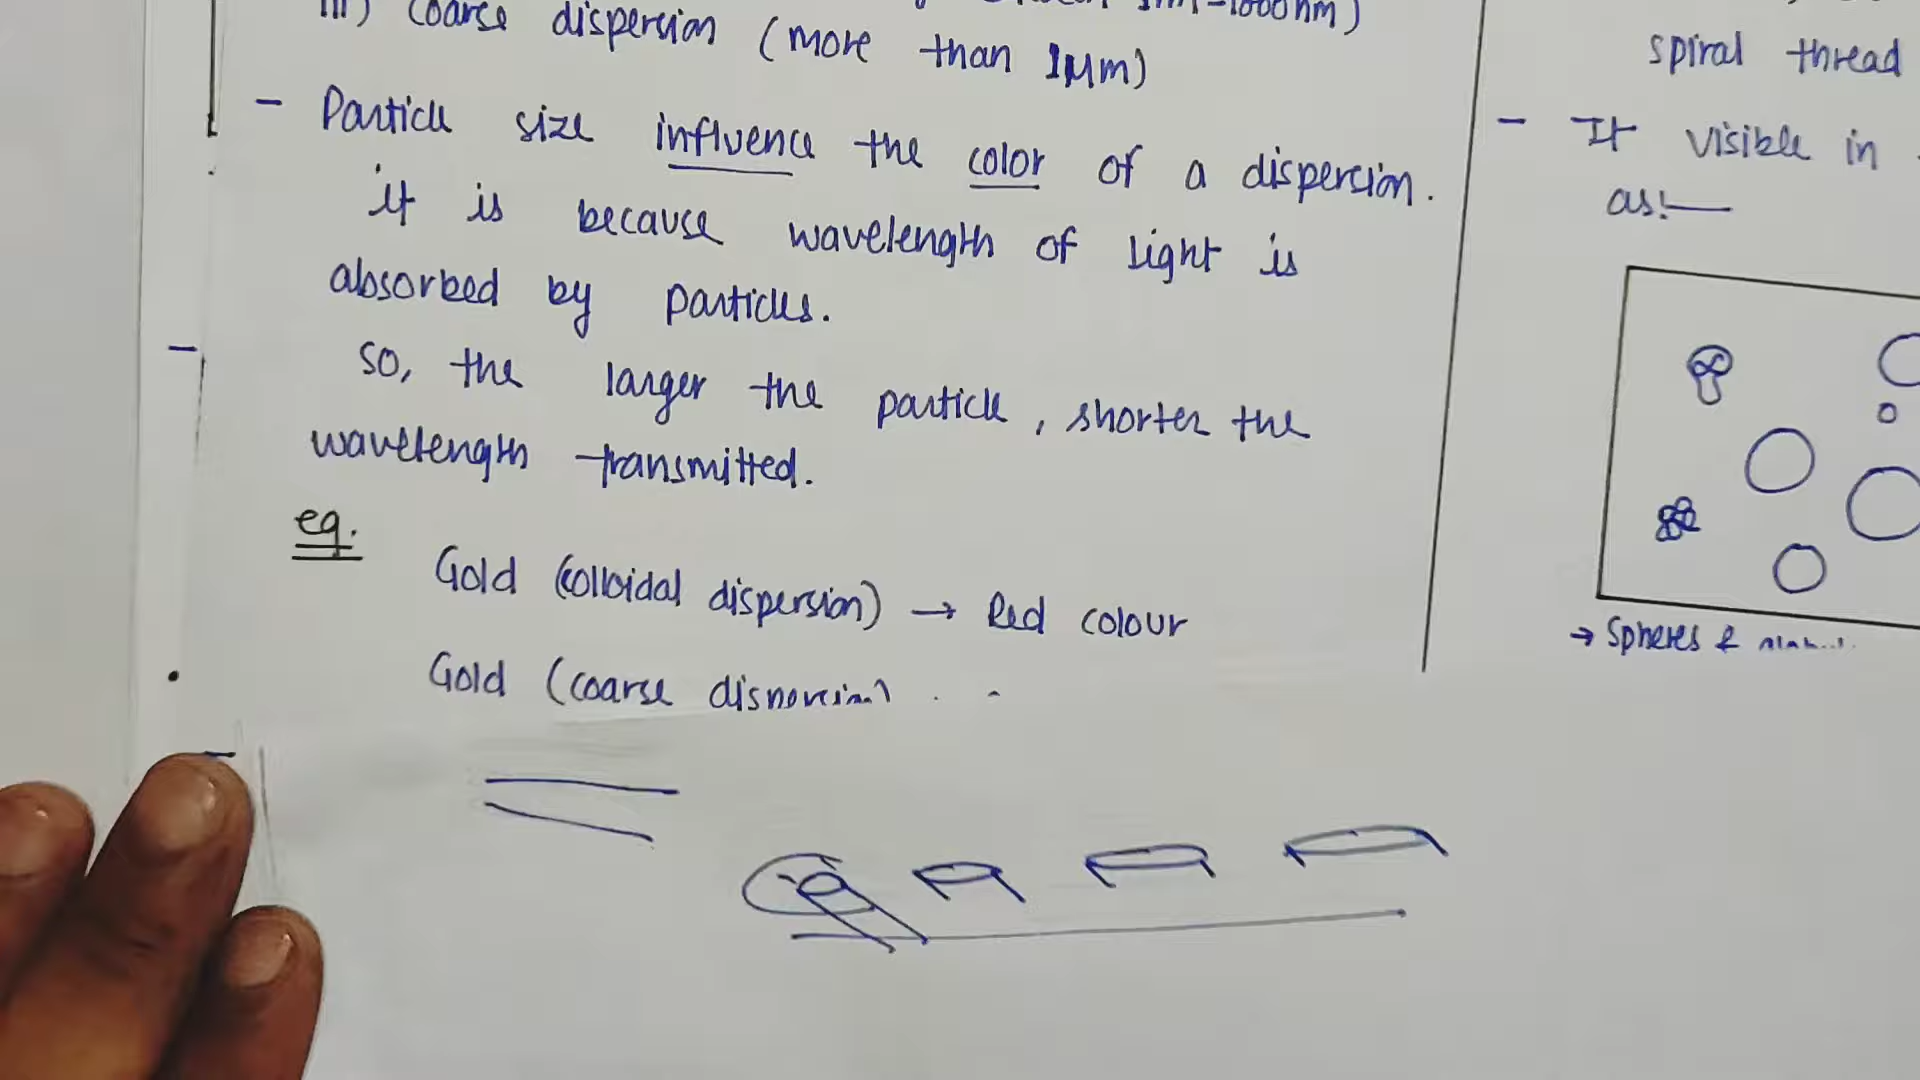 iii) Coarse dispersion (more than 1μm)
1nm-1000nm)
- Particle size influence the color of a dispersion.
it is because wavelength of light is
absorbed by particles.
- so, the larger the particle, shorter the
wavelength transmitted.
eg.
Gold (colloidal dispersion) → Red colour
Gold (coarse
spiral thread
- It visible in
as:—
→ Spheres &